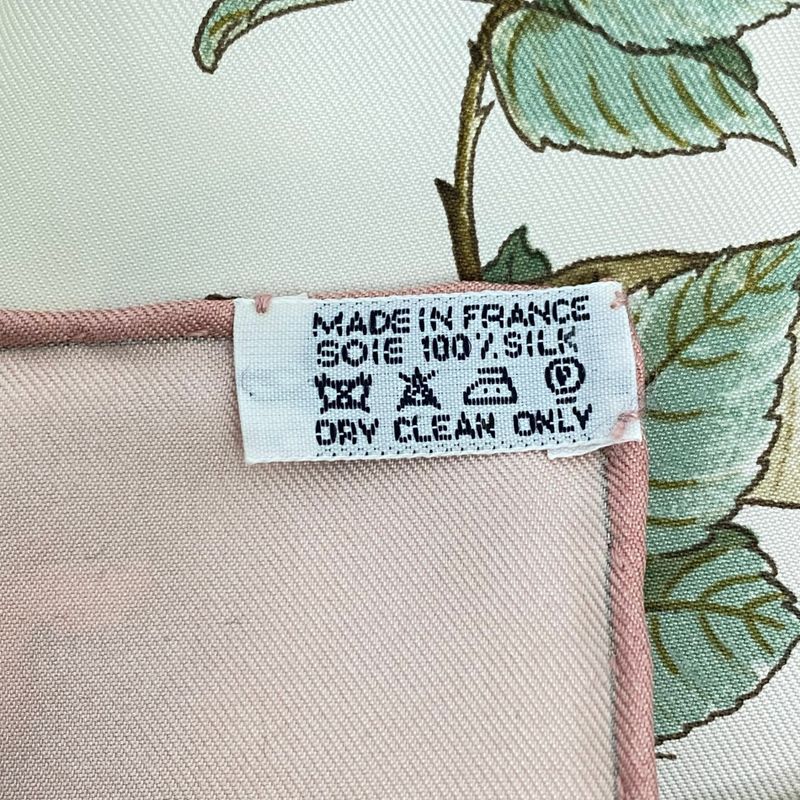 MADE IN FRANCE
SOIE 100% SILK
P
DRY CLEAN ONLY